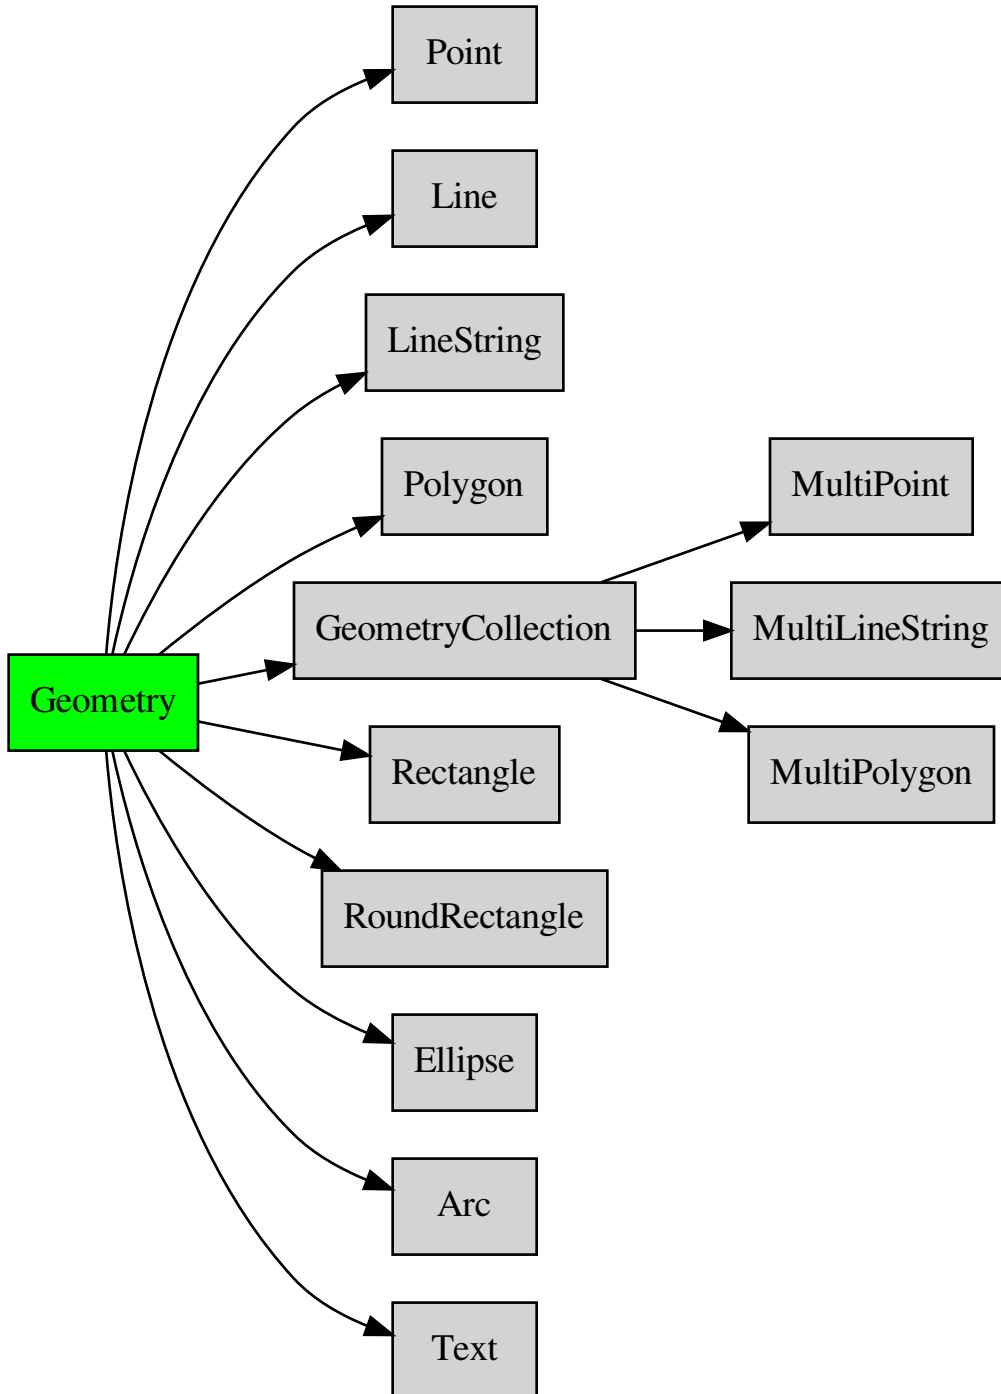 Point
Line
LineString
Polygon
MultiPoint
GeometryCollection
MultiLineString
Geometry
Rectangle
MultiPolygon
RoundRectangle
Ellipse
Arc
Text